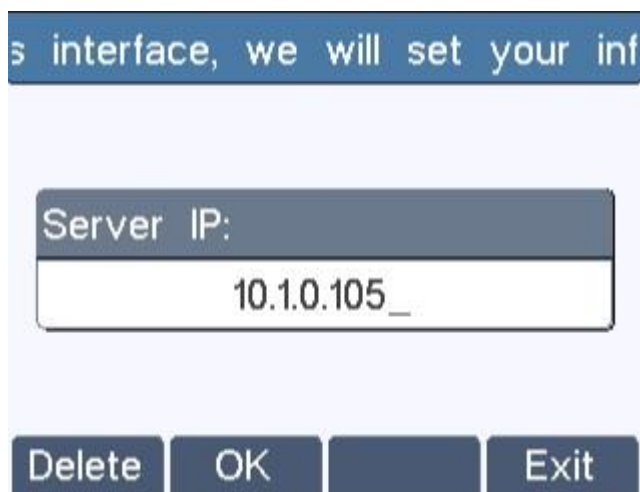 s interface, we will set your inf
Server IP:
10.1.0.105_
Delete OK Exit